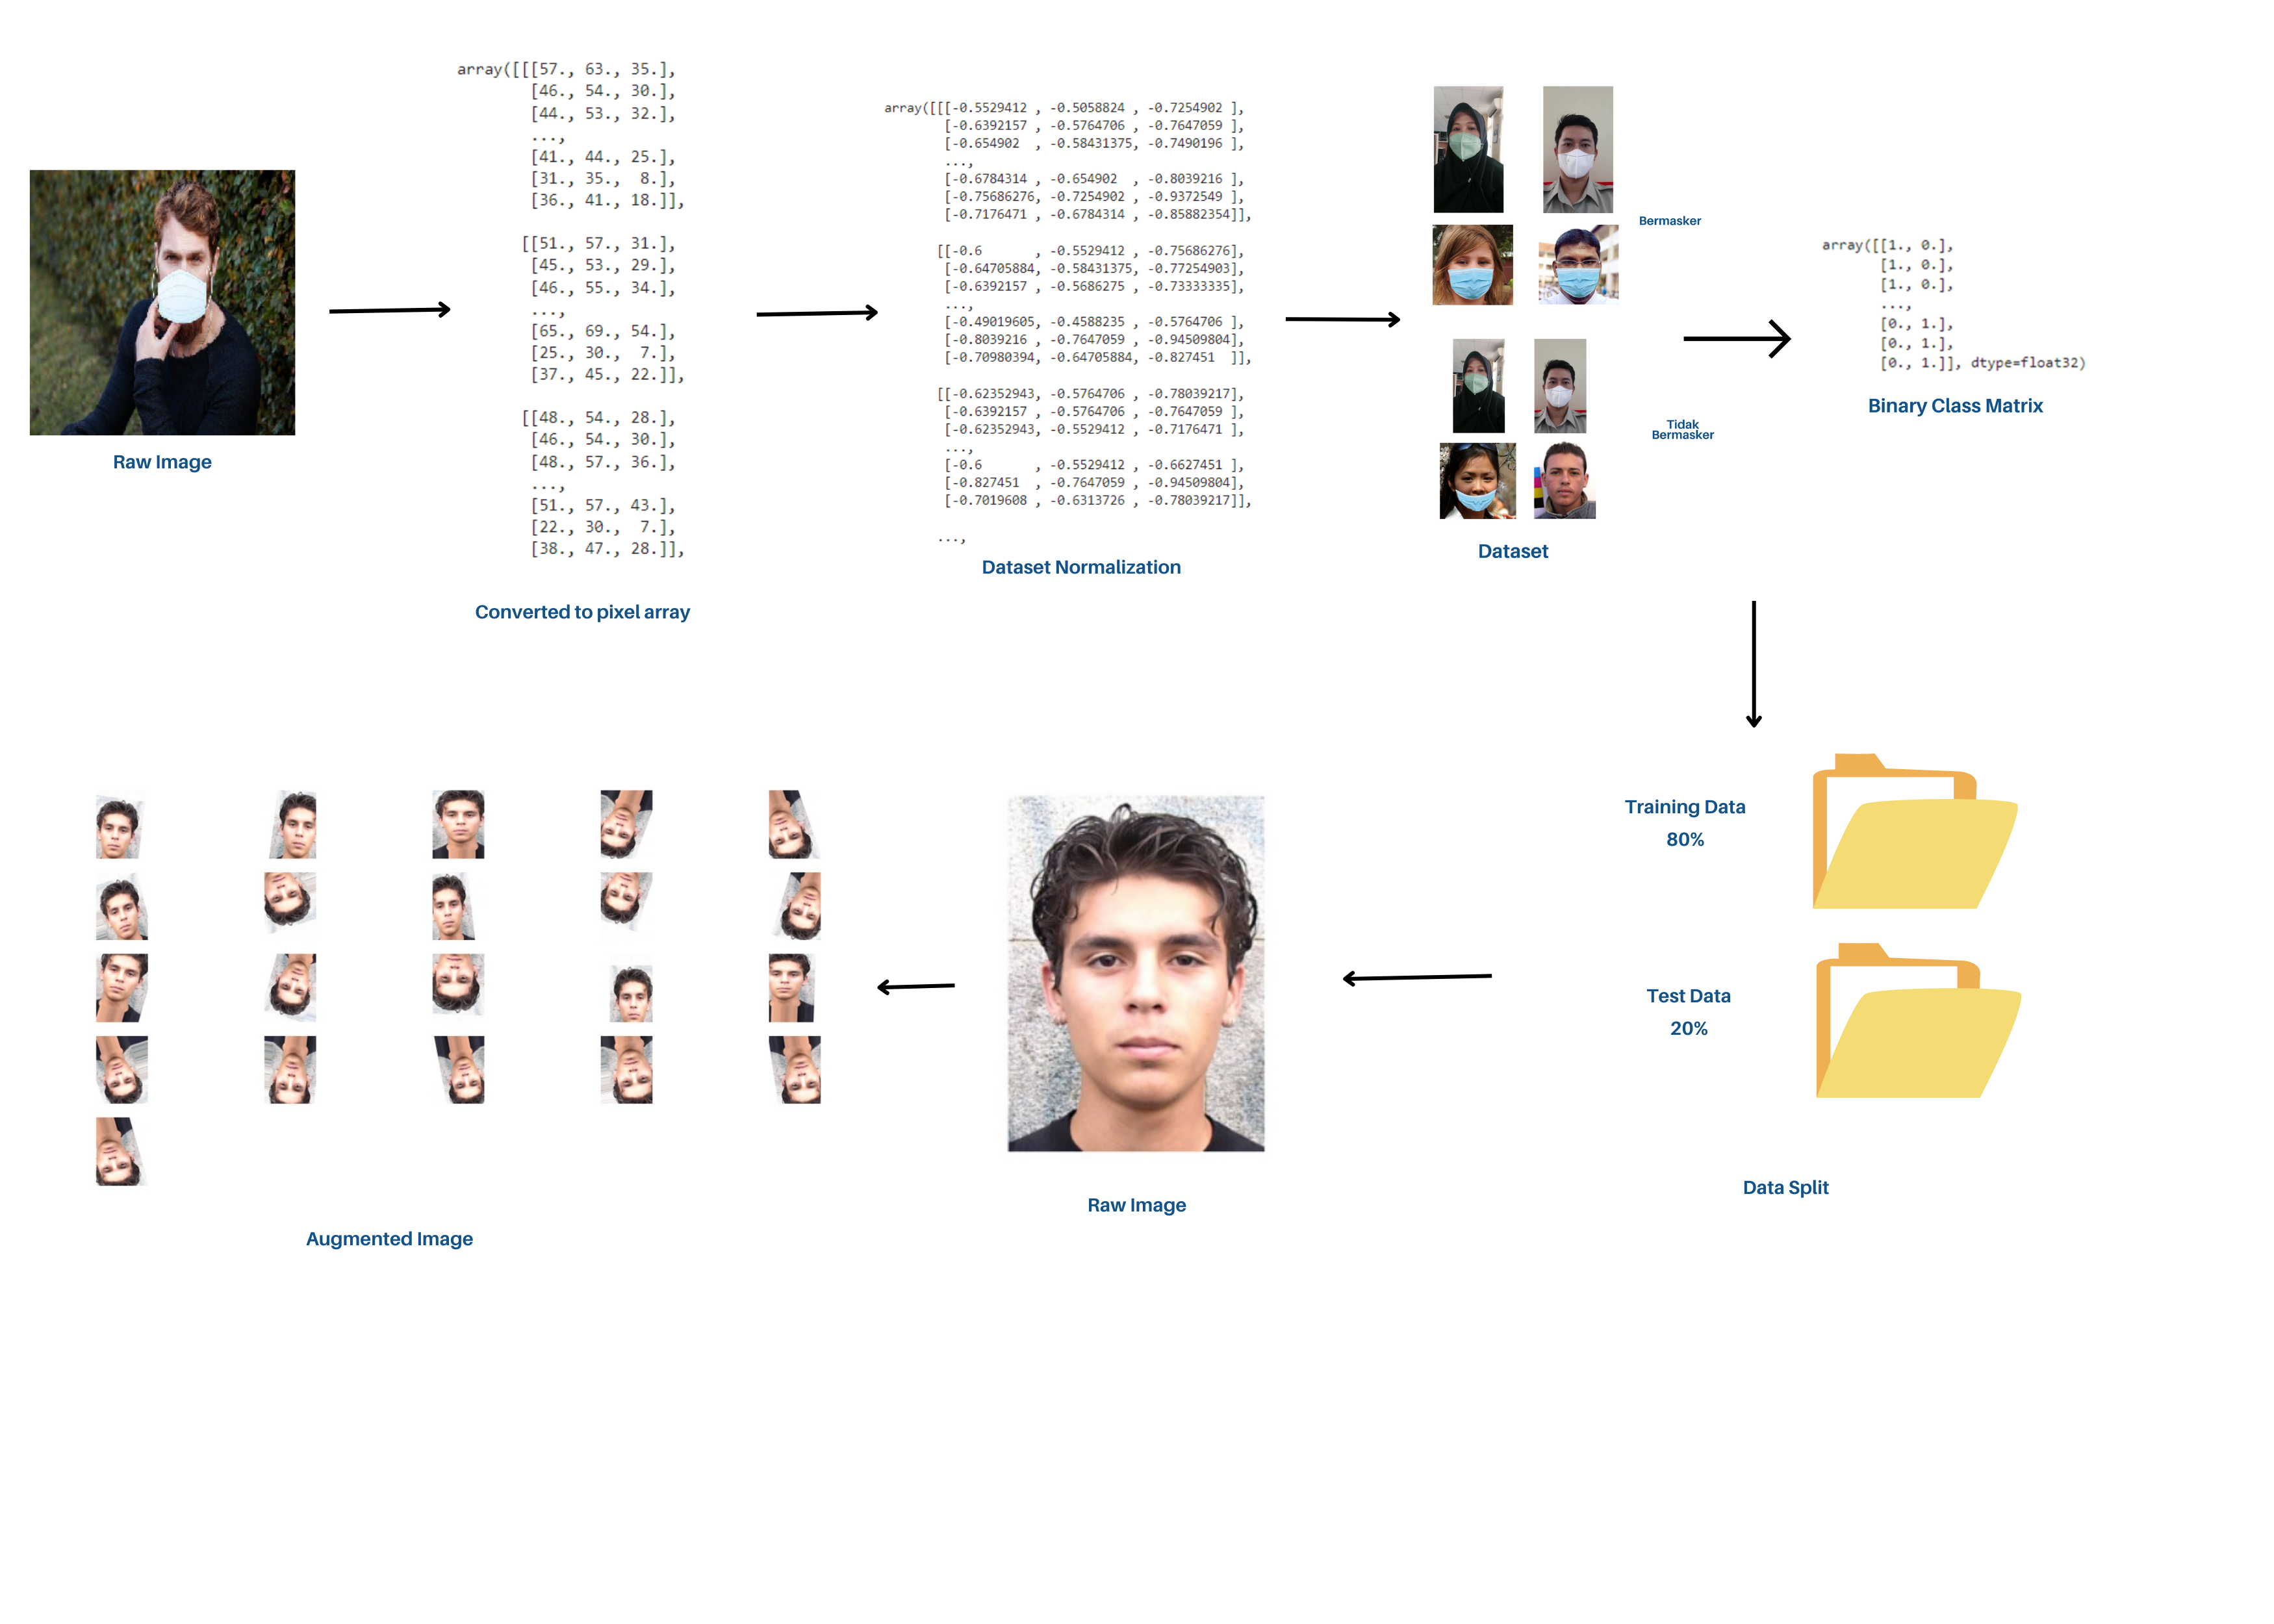 array([[[57., 63., 35.],
[46., 54., 30.],
[44., 53., 32.],
...,
[41., 44., 25.],
[31., 35., 8.],
[36., 41., 18.]],
[[51., 57., 31.],
[45., 53., 29.],
[46., 55., 34.],
...,
[65., 69., 54.],
[25., 30., 7.],
[37., 45., 22.]],
[[48., 54., 28.],
[46., 54., 30.],
[48., 57., 36.],
...,
[51., 57., 43.],
[22., 30., 7.],
[38., 47., 28.]],
array([[[-0.5529412 , -0.5058824 , -0.7254902 ],
[-0.6392157 , -0.5764706 , -0.7647059 ],
[-0.654902 , -0.58431375, -0.7490196 ],
...,
[-0.6784314 , -0.654902 , -0.8039216 ],
[-0.75686276, -0.7254902 , -0.9372549 ],
[-0.7176471 , -0.6784314 , -0.85882354]],
[[-0.6 , -0.5529412 , -0.75686276],
[-0.64705884, -0.58431375, -0.77254903],
[-0.6392157 , -0.5686275 , -0.73333335],
...,
[-0.49019605, -0.4588235 , -0.5764706 ],
[-0.8039216 , -0.7647059 , -0.94509804],
[-0.70980394, -0.64705884, -0.827451 ]],
[[-0.62352943, -0.5764706 , -0.78039217],
[-0.6392157 , -0.5764706 , -0.7647059 ],
[-0.62352943, -0.5529412 , -0.7176471 ],
...,
[-0.6 , -0.5529412 , -0.6627451 ],
[-0.827451 , -0.7647059 , -0.94509804],
[-0.7019608 , -0.6313726 , -0.78039217]],
...,
Bermasker
Tidak
Bermasker
array([[1., 0.],
[1., 0.],
[1., 0.],
...,
[0., 1.],
[0., 1.],
[0., 1.]], dtype=float32)
Raw Image
Converted to pixel array
Dataset Normalization
Dataset
Binary Class Matrix
Training Data
80%
Test Data
20%
Data Split
Raw Image
Augmented Image